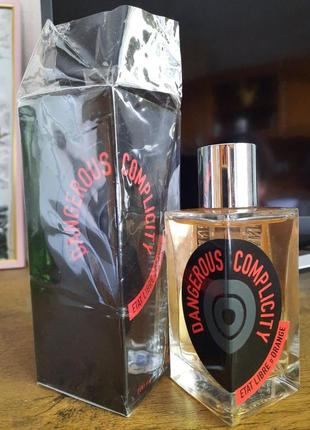 DANGEROUS COMPLICITY
ETAT LIBRE D'ORANGE
DANGEROUS COMPLICITY
ETAT LIBRE D'ORANGE